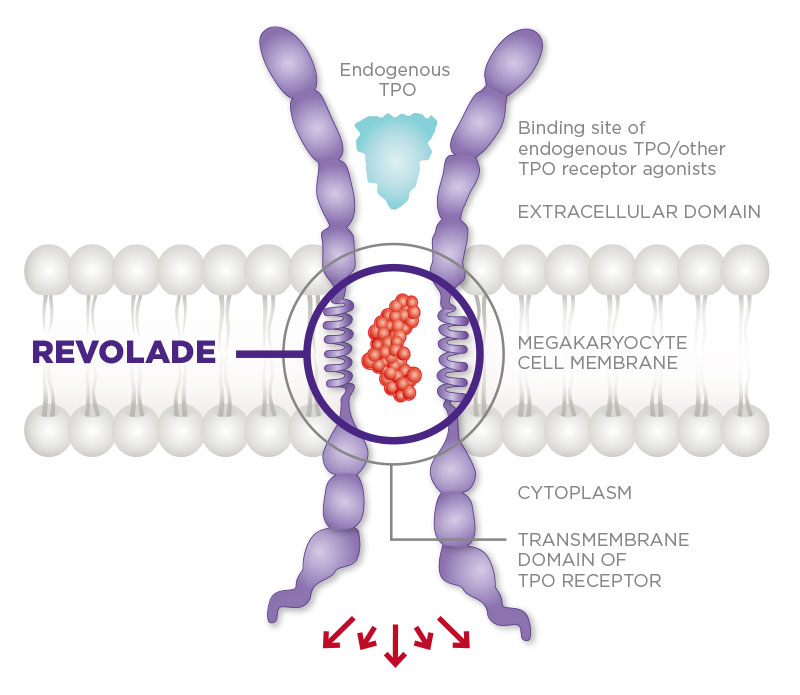 Endogenous
TPO
Binding site of
endogenous TPO/other
TPO receptor agonists
EXTRACELLULAR DOMAIN
REVOLADE
MEGAKARYOCYTE
CELL MEMBRANE
CYTOPLASM
TRANSMEMBRANE
DOMAIN OF
TPO RECEPTOR